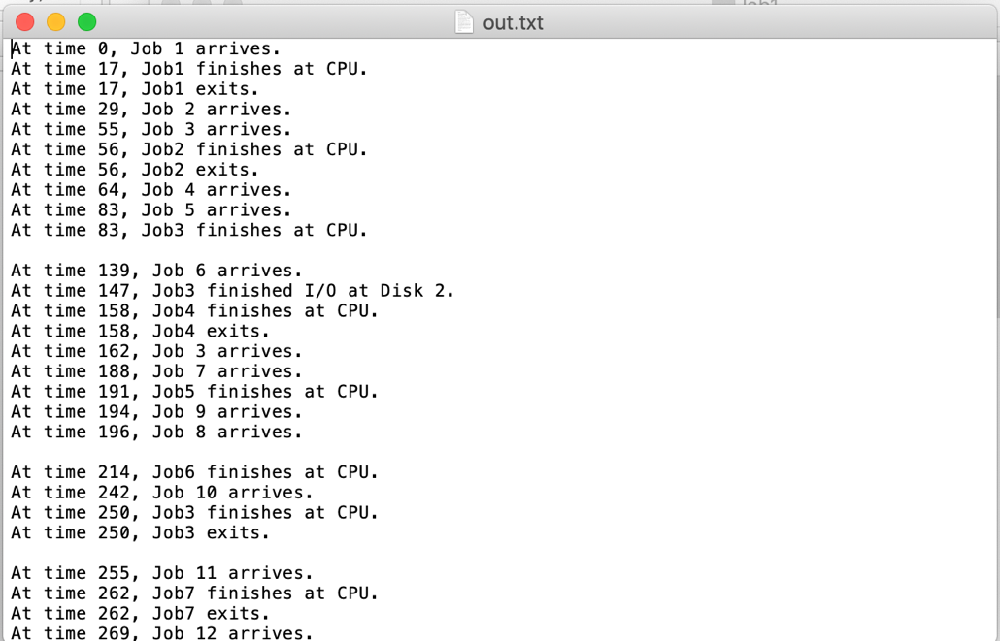 out.txt
At time 0, Job 1 arrives.
At time 17, Job1 finishes at CPU.
At time 17, Job1 exits.
At time 29, Job 2 arrives.
At time 55, Job 3 arrives.
At time 56, Job2 finishes at CPU.
At time 56, Job2 exits.
At time 64, Job 4 arrives.
At time 83, Job 5 arrives.
At time 83, Job3 finishes at CPU.
At time 139, Job 6 arrives.
At time 147, Job3 finished I/O at Disk 2.
At time 158, Job4 finishes at CPU.
At time 158, Job4 exits.
At time 162, Job 3 arrives.
At time 188, Job 7 arrives.
At time 191, Job5 finishes at CPU.
At time 194, Job 9 arrives.
At time 196, Job 8 arrives.
At time 214, Job6 finishes at CPU.
At time 242, Job 10 arrives.
At time 250, Job3 finishes at CPU.
At time 250, Job3 exits.
At time 255, Job 11 arrives.
At time 262, Job7 finishes at CPU.
At time 262, Job7 exits.
At time 269, Job 12 arrives.